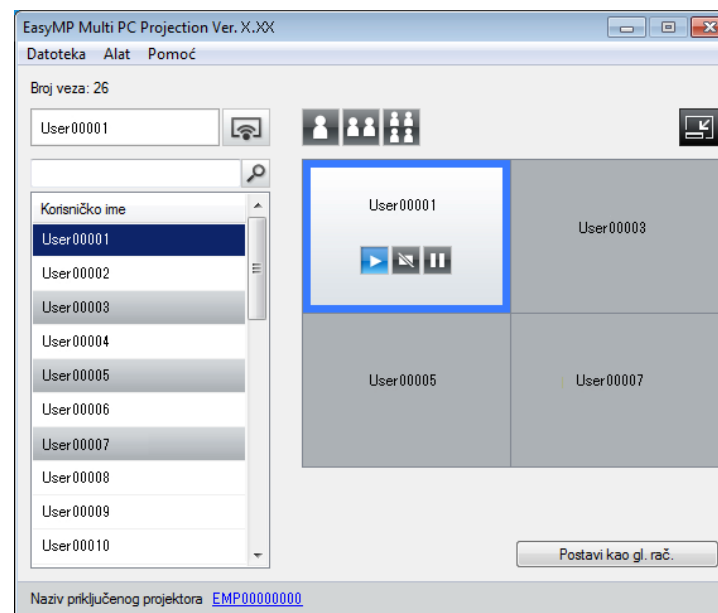 EasyMP Multi PC Projection Ver. X.XX
Datoteka Alat Pomoć
Broj veza: 26
User00001
Korisničko ime
User00001
User00002
User00003
User00004
User00005
User00006
User00007
User00008
User00009
User00010
User00001
User00003
User00005
User00007
Postavi kao gl. rač.
Naziv priključenog projektora EMP00000000